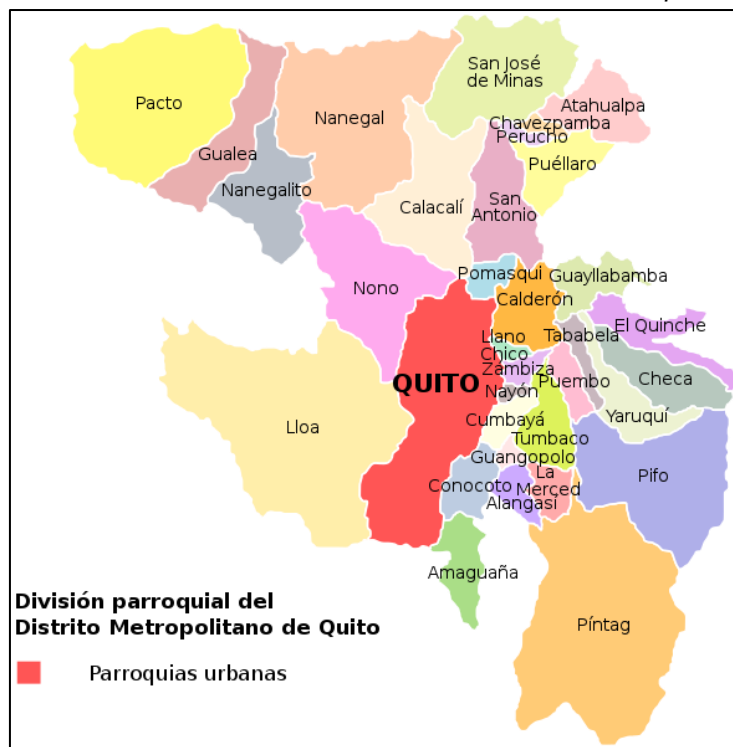 San José
de Minas
Pacto
Atahualpa
Nanegal
Chavezpamba
Perucho
Gualea
Puéllaro
Nanegalito
Calacalí
San
Antonio
Pomasqui
Guayllabamba
Nono
Calderón
El Quinche
Llano
Chico
Tababela
Zambiza
Checa
QUITO
Puembo
Nayón
Yaruquí
Cumbayá
Lloa
Tumbaco
Guangopolo
La
Merced
Pifo
Conocoto
Alangasí
Amaguaña
Píntag
División parroquial del
Distrito Metropolitano de Quito
Parroquias urbanas